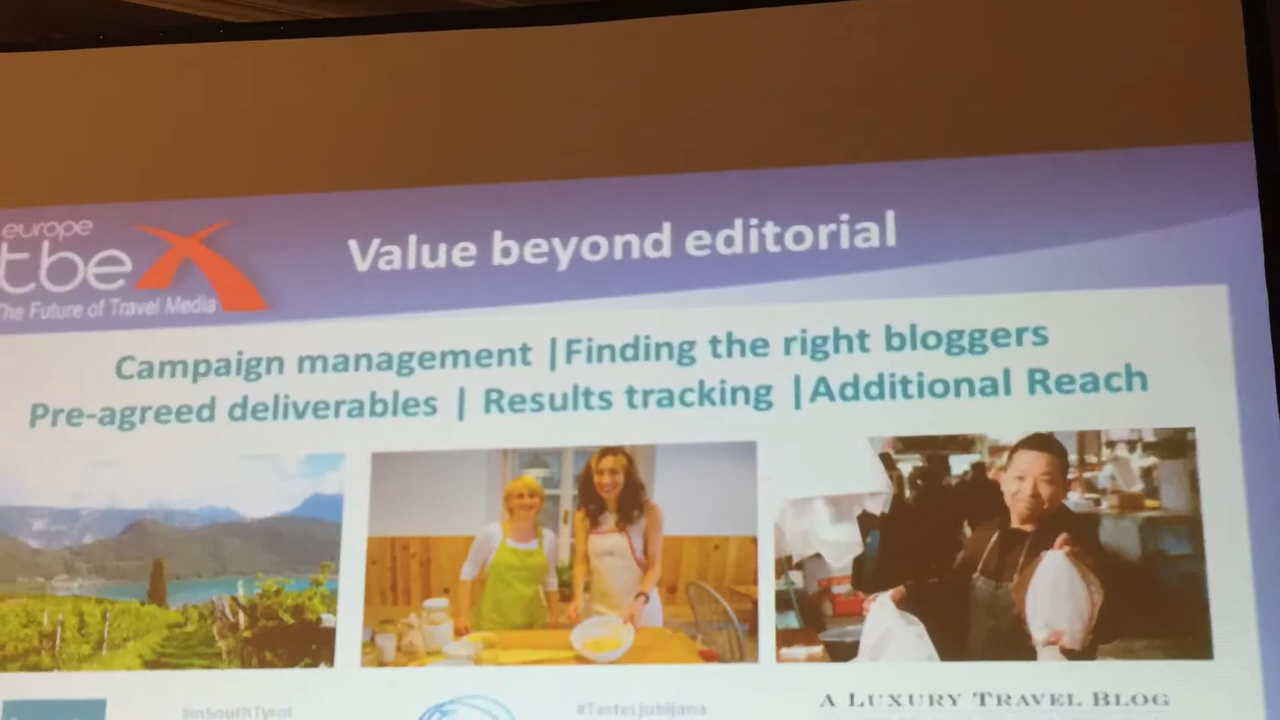 europe
tbex
The Future of Travel Media
Value beyond editorial
Campaign management |Finding the right bloggers
Pre-agreed deliverables | Results tracking |Additional Reach
#inSouthTyrol
#TasteLjubljana
A LUXURY TRAVEL BLOG